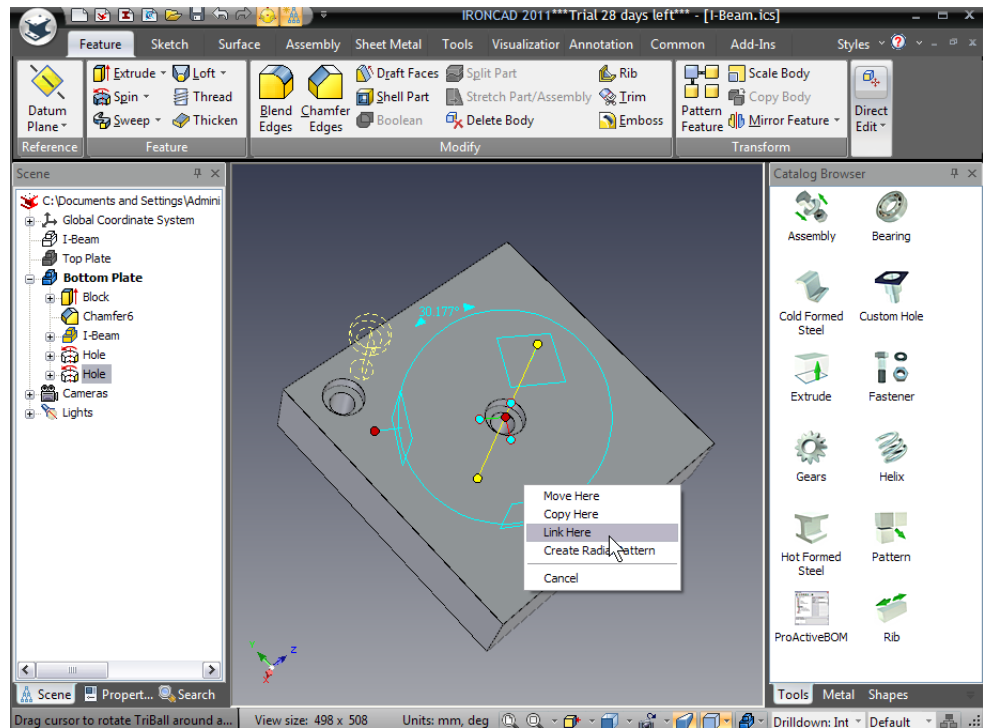 IRONCAD 2011***Trial 28 days left*** - [I-Beam.ics]
Feature Sketch Surface Assembly Sheet Metal Tools Visualization Annotation Common Add-Ins Styles
Datum Plane
Extrude Loft
Spin Thread
Sweep Thicken
Blend Edges
Chamfer Edges
Draft Faces Split Part Rib
Shell Part Stretch Part/Assembly Trim
Boolean Delete Body Emboss
Pattern Feature
Scale Body
Copy Body
Mirror Feature
Direct Edit
Reference Feature Modify Transform
Scene
C:\Documents and Settings\Admini
Global Coordinate System
I-Beam
Top Plate
Bottom Plate
Block
Chamfer6
I-Beam
Hole
Hole
Cameras
Lights
Scene Propert... Search
30.177°
Move Here
Copy Here
Link Here
Create Radial Pattern
Cancel
Z
Catalog Browser
Assembly Bearing
Cold Formed Steel
Custom Hole
Extrude Fastener
Gears Helix
Hot Formed Steel
Pattern
ProActiveBOM Rib
Tools Metal Shapes
Drag cursor to rotate TriBall around a... View size: 498 x 508 Units: mm, deg Drilldown: Int Default